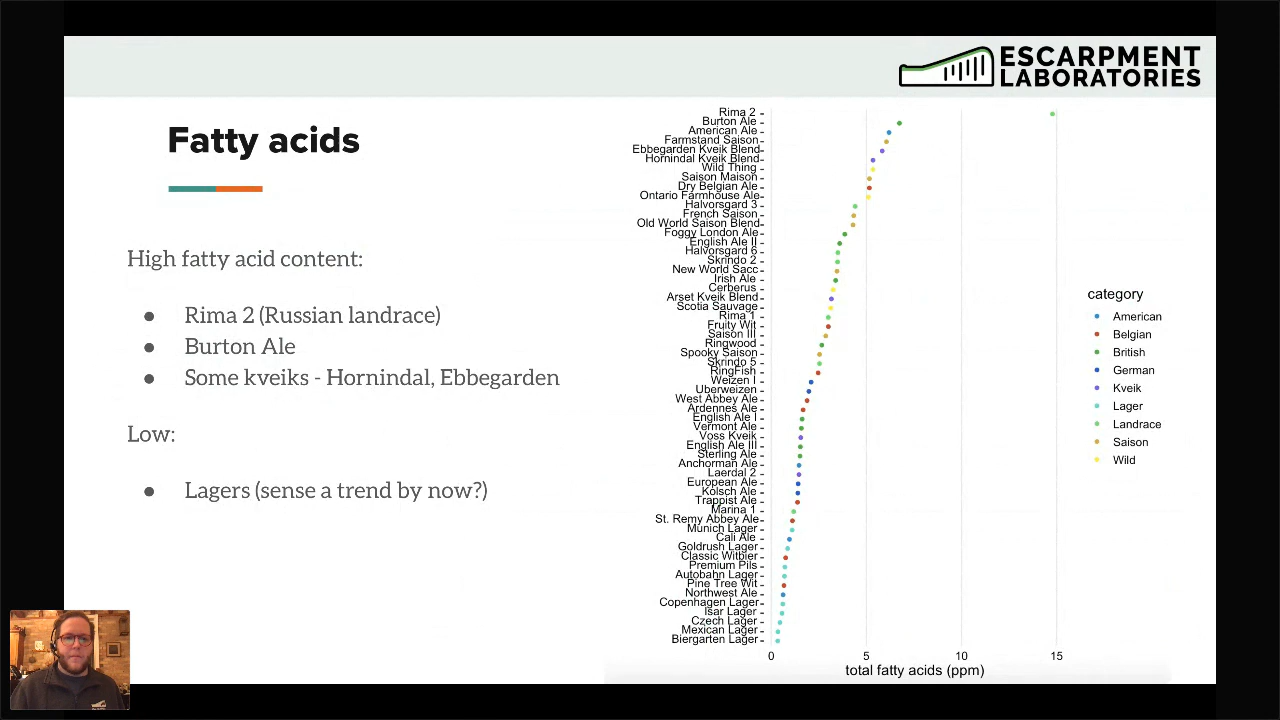 ESCARPMENT
LABORATORIES
Fatty acids
High fatty acid content:
● Rima 2 (Russian landrace)
● Burton Ale
● Some kveiks - Hornindal, Ebbegarden
Low:
● Lagers (sense a trend by now?)
Rima 2
Burton Ale
American Ale
Farmstand Saison
Ebbegarden Kveik Blend
Hornindal Kveik Blend
Wild Thing
Saison Maison
Dry Belgian Ale
Ontario Farmhouse Ale
Halvorsgard 3
French Saison
Old World Saison Blend
Foggy London Ale
English Ale II
Halvorsgard 6
Skrindo 2
New World Sacc
Irish Ale
Cerberus
Arset Kveik Blend
Scotia Sauvage
Rima 1
Fruity Wit
Saison III
Ringwood
Spooky Saison
Skrindo 5
RingFish
Weizen I
Uberweizen
West Abbey Ale
Ardennes Ale
English Ale I
Vermont Ale
Voss Kveik
English Ale III
Sterling Ale
Anchorman Ale
Laerdal 2
European Ale
Kolsch Ale
Trappist Ale
Marina 1
St. Remy Abbey Ale
Munich Lager
Cali Ale
Goldrush Lager
Classic Witbier
Premium Pils
Autobahn Lager
Pine Tree Wit
Northwest Ale
Copenhagen Lager
Isar Lager
Czech Lager
Mexican Lager
Biergarten Lager
0 5 10 15
total fatty acids (ppm)
category
American
Belgian
British
German
Kveik
Lager
Landrace
Saison
Wild